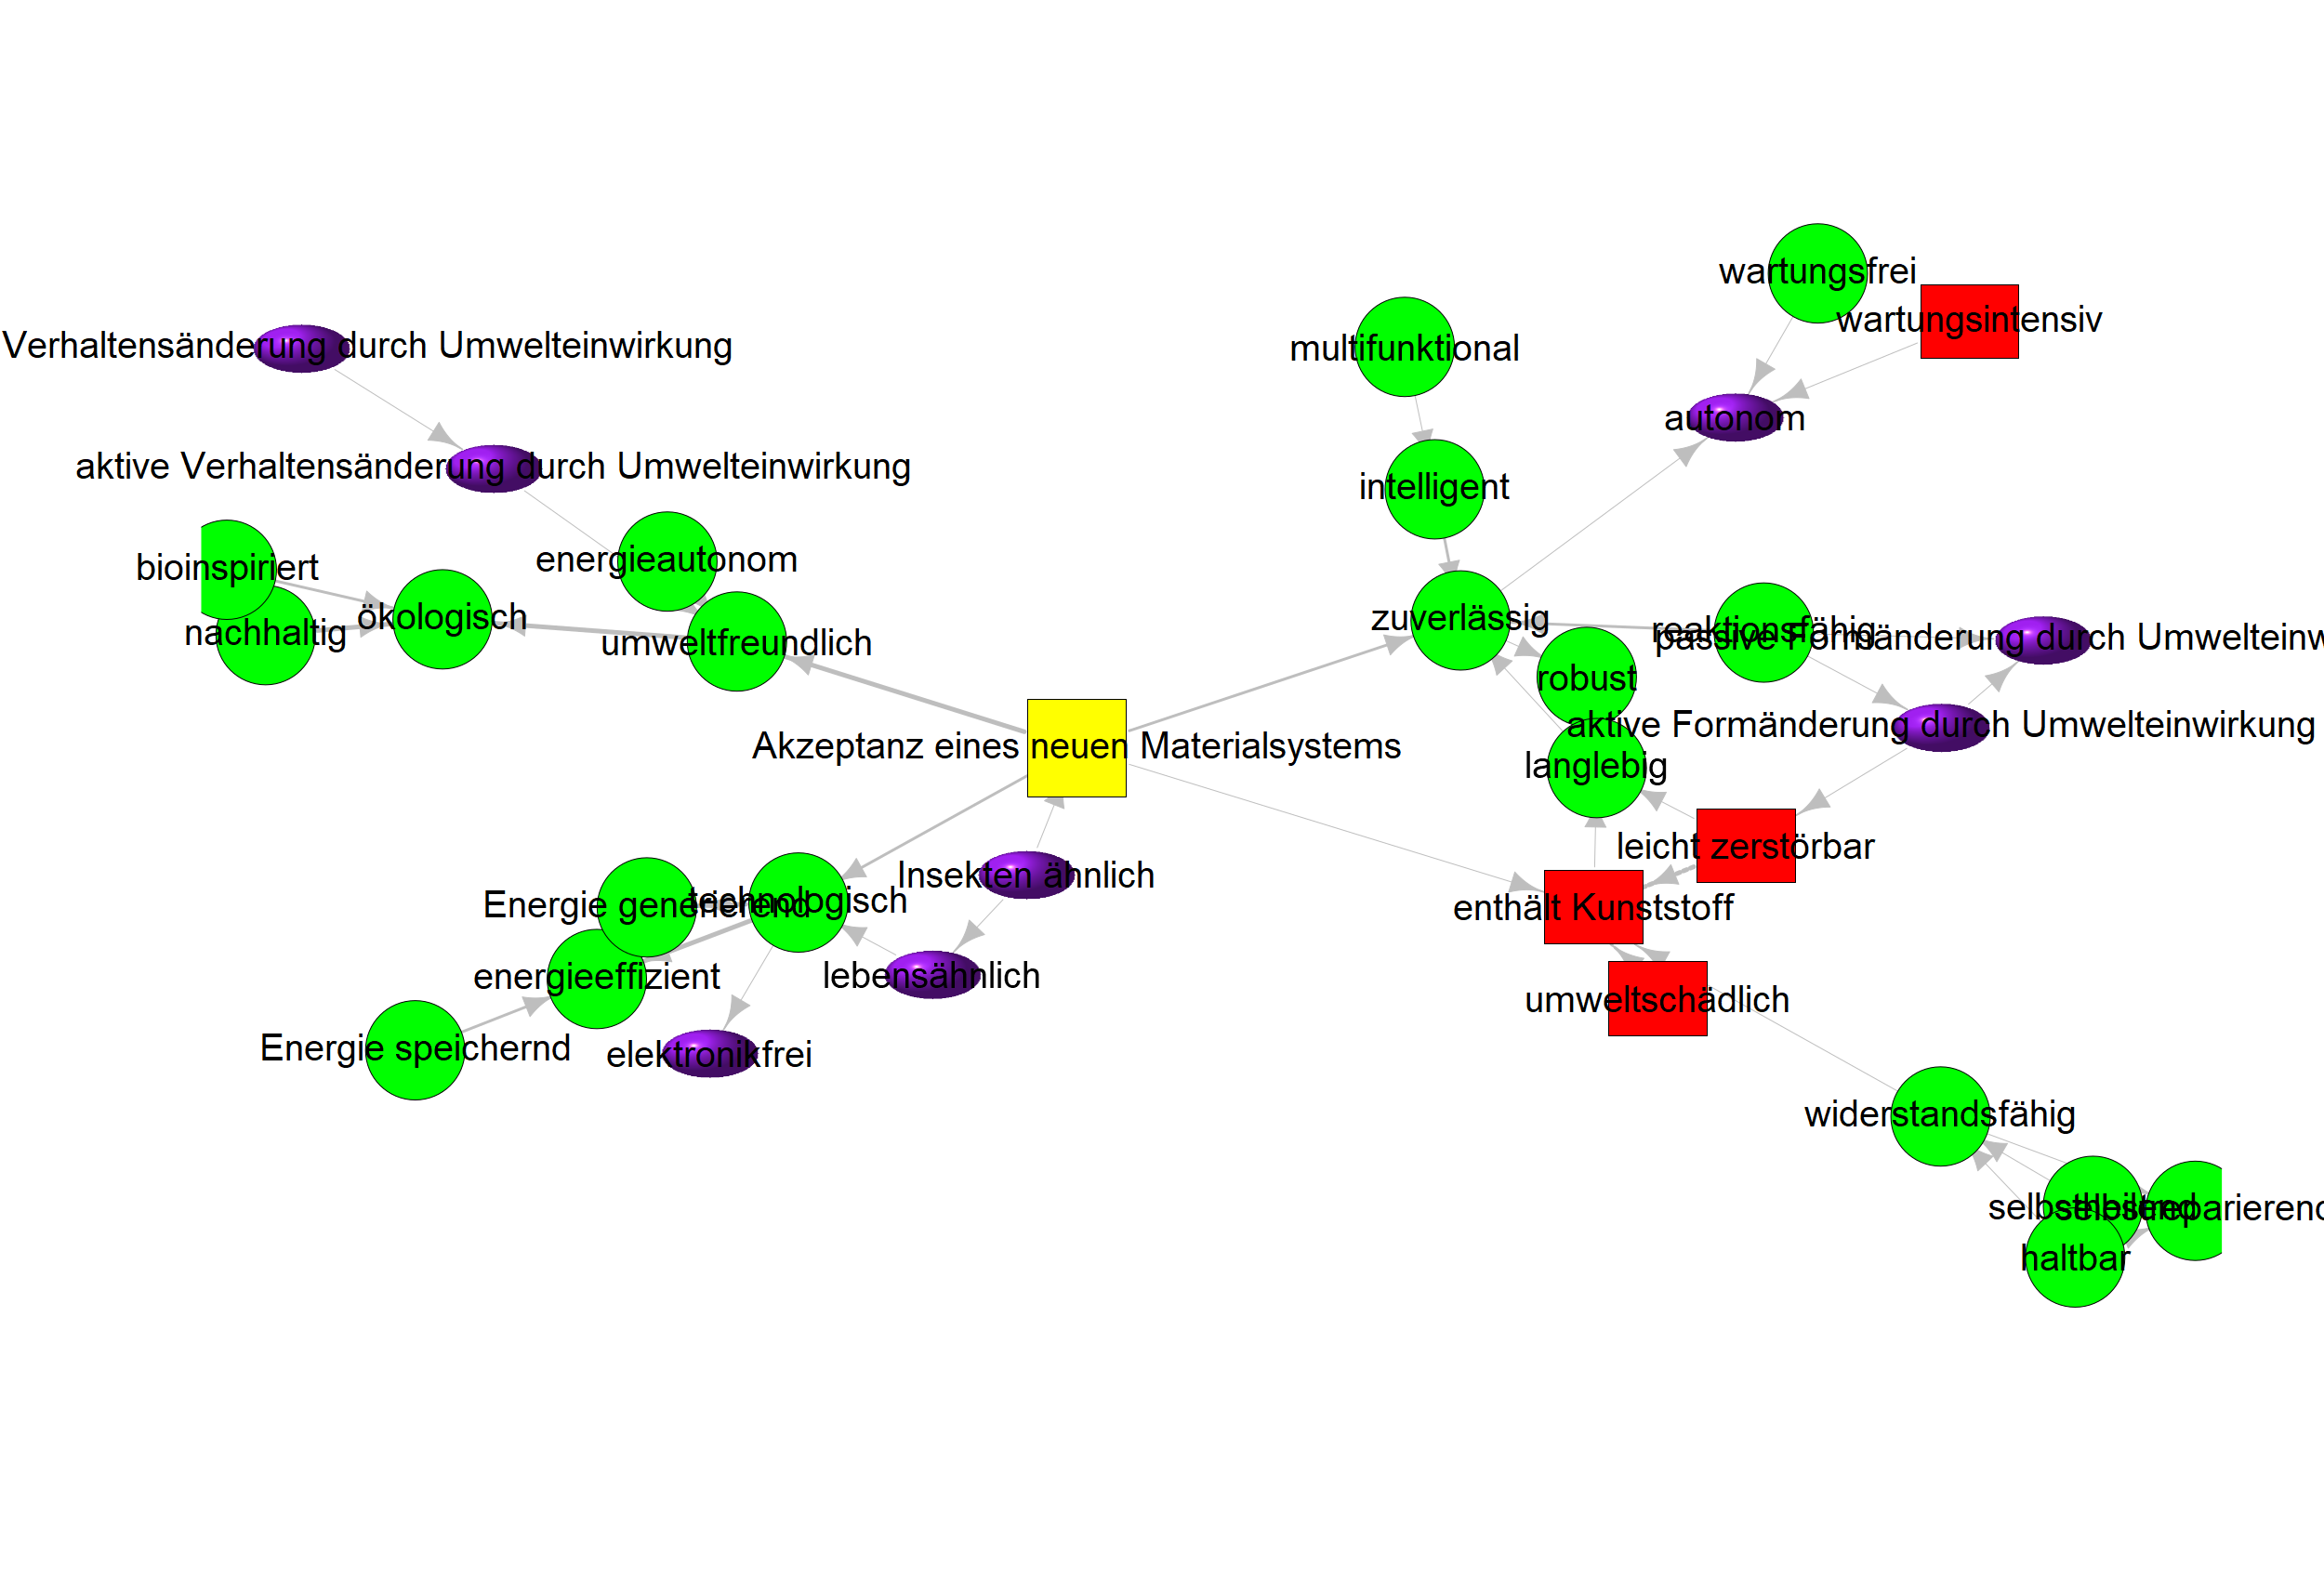 wartungsfrei
wartungsintensiv
multifunktional
Verhaltensänderung durch Umwelteinwirkung
autonom
aktive Verhaltensänderung durch Umwelteinwirkung
intelligent
energieautonom
bioinspiriert
ökologisch
zuverlässig
nachhaltig
umweltfreundlich
reaktionsfähig
passive Formänderung durch Umwelteinw
robust
aktive Formänderung durch Umwelteinwirkung
Akzeptanz eines neuen Materialsystems
langlebig
leicht zerstörbar
Insekten ähnlich
Energie generierend
technologisch
enthält Kunststoff
energieeffizient
lebensähnlich
umweltschädlich
Energie speichernd
elektronikfrei
widerstandsfähig
selbstheilend
selbstreparierend
haltbar